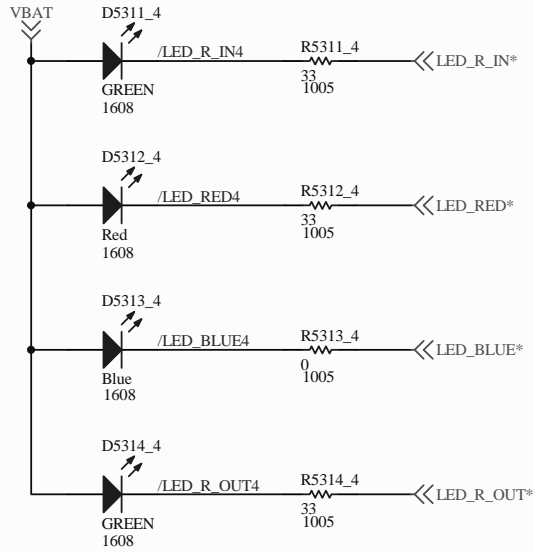 VBAT
D5311_4
/LED_R_IN4
R5311_4
LED_R_IN*
33
1005
GREEN
1608
D5312_4
/LED_RED4
R5312_4
LED_RED*
33
1005
Red
1608
D5313_4
/LED_BLUE4
R5313_4
LED_BLUE*
0
1005
Blue
1608
D5314_4
/LED_R_OUT4
R5314_4
LED_R_OUT*
33
1005
GREEN
1608